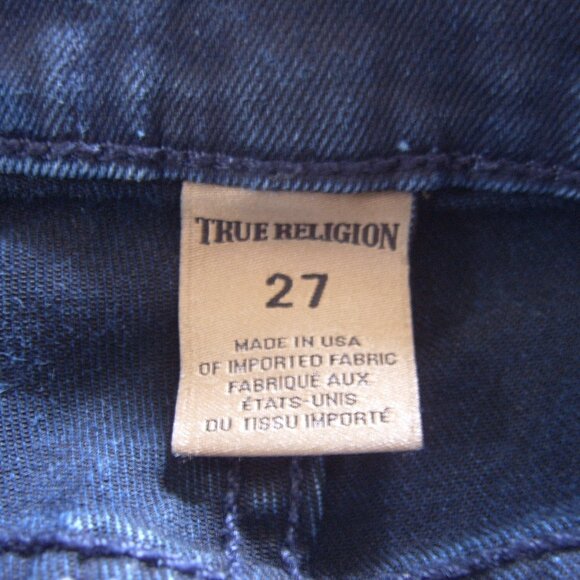 TRUE RELIGION
27
MADE IN USA
OF IMPORTED FABRIC
FABRIQUÉ AUX
ÉTATS-UNIS
DU TISSU IMPORTÉ